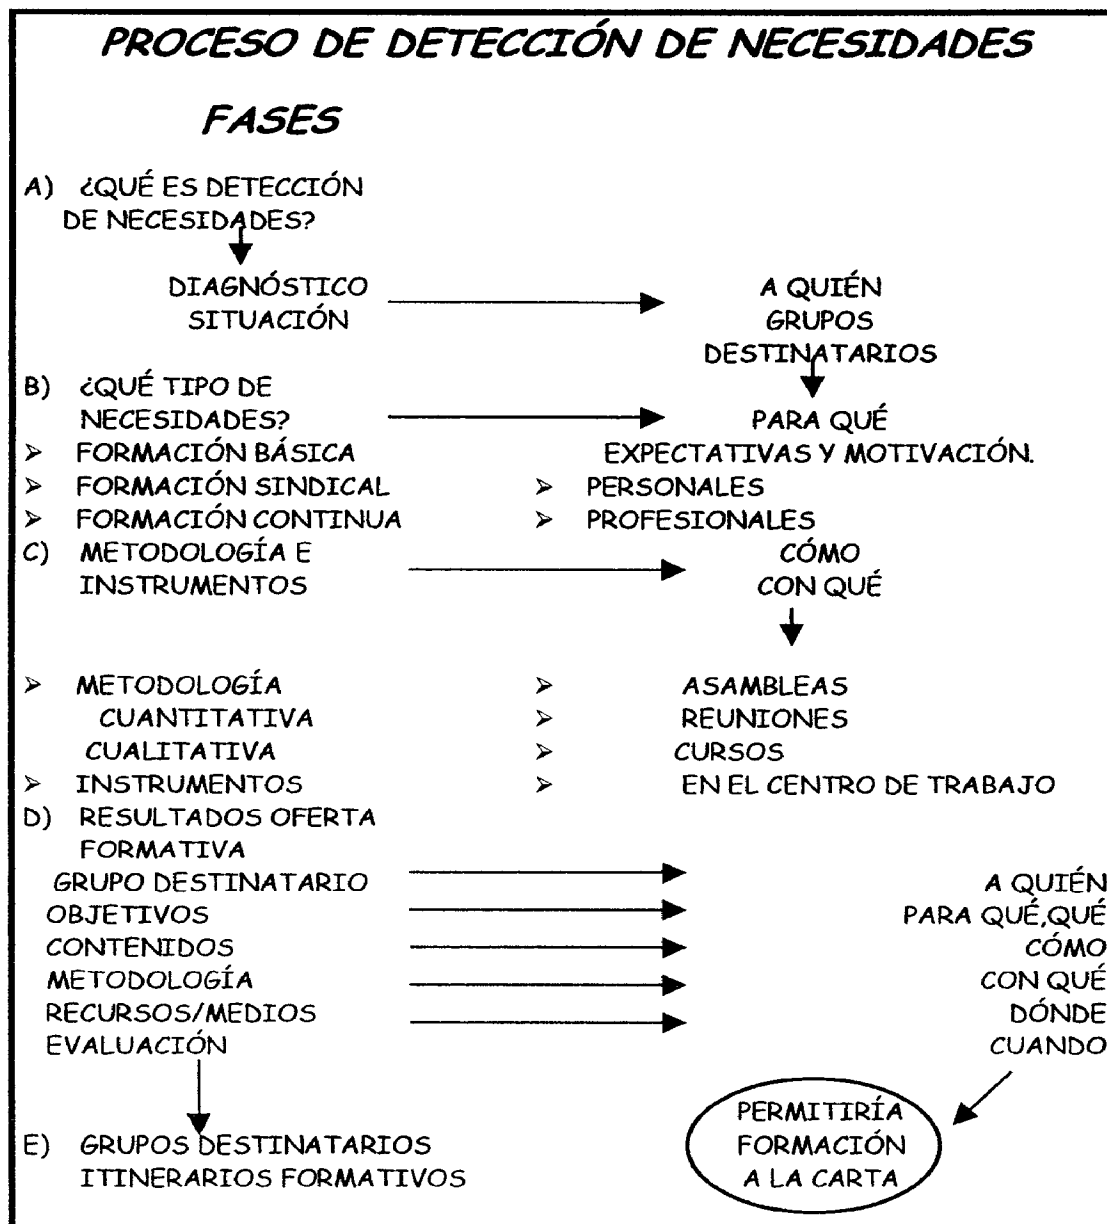 PROCESO DE DETECCIÓN DE NECESIDADES
FASES
A) ¿QUÉ ES DETECCIÓN
DE NECESIDADES?
DIAGNÓSTICO A QUIÉN
SITUACIÓN GRUPOS
DESTINATARIOS
B) ¿QUÉ TIPO DE
NECESIDADES? PARA QUÉ
➢ FORMACIÓN BÁSICA EXPECTATIVAS Y MOTIVACIÓN.
➢ FORMACIÓN SINDICAL ➢ PERSONALES
➢ FORMACIÓN CONTINUA ➢ PROFESIONALES
C) METODOLOGÍA E CÓMO
INSTRUMENTOS CON QUÉ
➢ METODOLOGÍA ➢ ASAMBLEAS
CUANTITATIVA ➢ REUNIONES
CUALITATIVA ➢ CURSOS
➢ INSTRUMENTOS ➢ EN EL CENTRO DE TRABAJO
D) RESULTADOS OFERTA
FORMATIVA
GRUPO DESTINATARIO A QUIÉN
OBJETIVOS PARA QUÉ,QUÉ
CONTENIDOS CÓMO
METODOLOGÍA CON QUÉ
RECURSOS/MEDIOS DÓNDE
EVALUACIÓN CUANDO
PERMITIRÍA
E) GRUPOS DESTINATARIOS FORMACIÓN
ITINERARIOS FORMATIVOS A LA CARTA